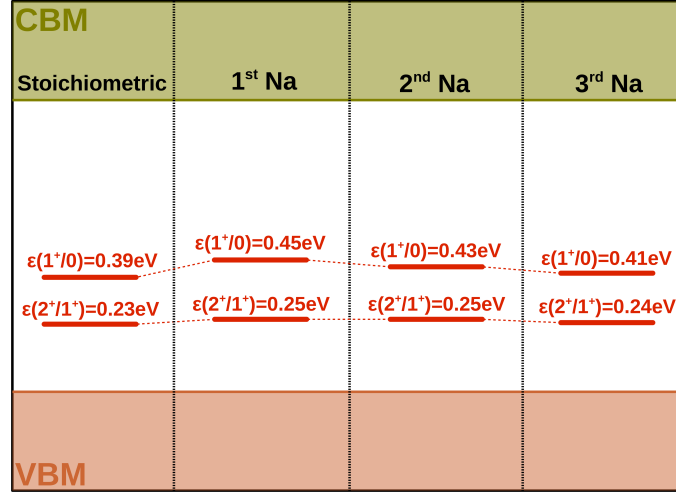 CBM
Stoichiometric 1st Na 2nd Na 3rd Na
ε(1+/0)=0.39eV ε(1+/0)=0.45eV ε(1+/0)=0.43eV ε(1+/0)=0.41eV
ε(2+/1+)=0.23eV ε(2+/1+)=0.25eV ε(2+/1+)=0.25eV ε(2+/1+)=0.24eV
VBM